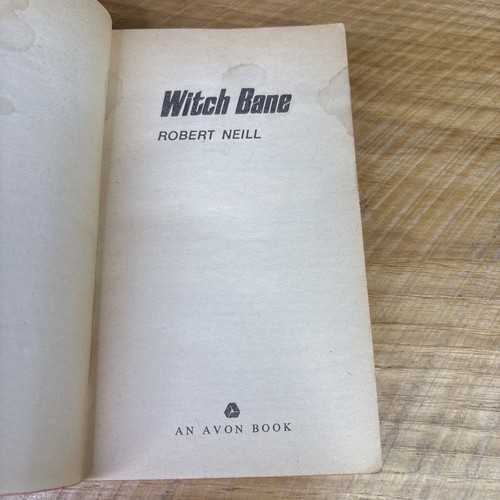 Witch Bane
ROBERT NEILL
AN AVON BOOK